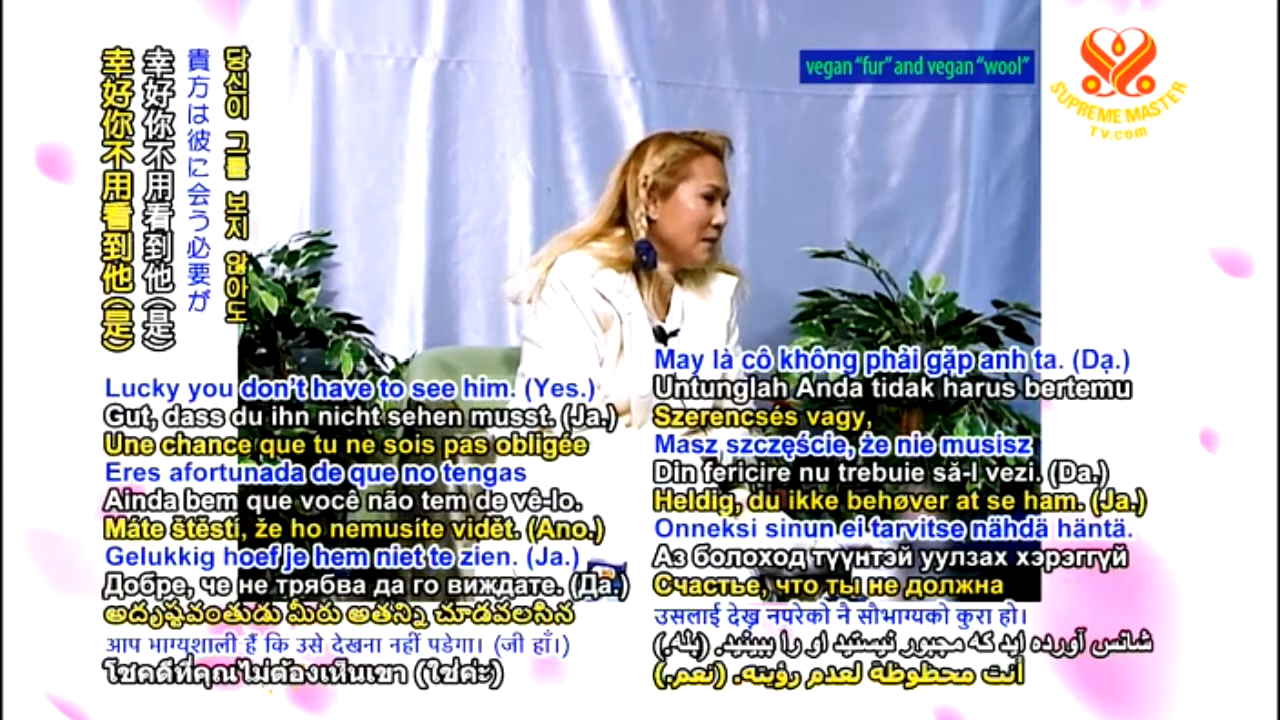 당신이 그를 보지 않아도
貴方は彼に会う必要が
幸好你不用看到他(是)
幸好你不用看到他(是)
vegan “fur” and vegan “wool”
SUPREME MASTER
TV.com
Lucky you don't have to see him. (Yes.)
Gut, dass du ihn nicht sehen musst. (Ja.)
Une chance que tu ne sois pas obligée
Eres afortunada de que no tengas
Ainda bem que você não tem de vê-lo.
Máte štěstí, že ho nemusíte vidět. (Ano.)
Gelukkig hoef je hem niet te zien. (Ja.)
Добре, че не трябва да го виждате. (Да.)
అదృష్టవంతుడు మీరు అతన్ని చూడవలసిన
आप भाग्यशाली हैं कि उसे देखना नहीं पड़ेगा। (जी हाँ।)
โชคดีที่คุณไม่ต้องเห็นเขา (ใช่ค่ะ)
May là cô không phải gặp anh ta. (Dạ.)
Untunglah Anda tidak harus bertemu
Szerencsés vagy,
Masz szczęście, że nie musisz
Din fericire nu trebuie să-l vezi. (Da.)
Heldig, du ikke behøver at se ham. (Ja.)
Onneksi sinun ei tarvitse nähdä häntä.
Аз болоход түүнтэй уулзах хэрэггүй
Счастье, что ты не должна
उसलाई देख्न नपरेको नै सौभाग्यको कुरा हो।
شانس آورده اید که مجبور نیستید او را ببینید. (بله.)
أنت محظوظة لعدم رؤيته. (نعم.)